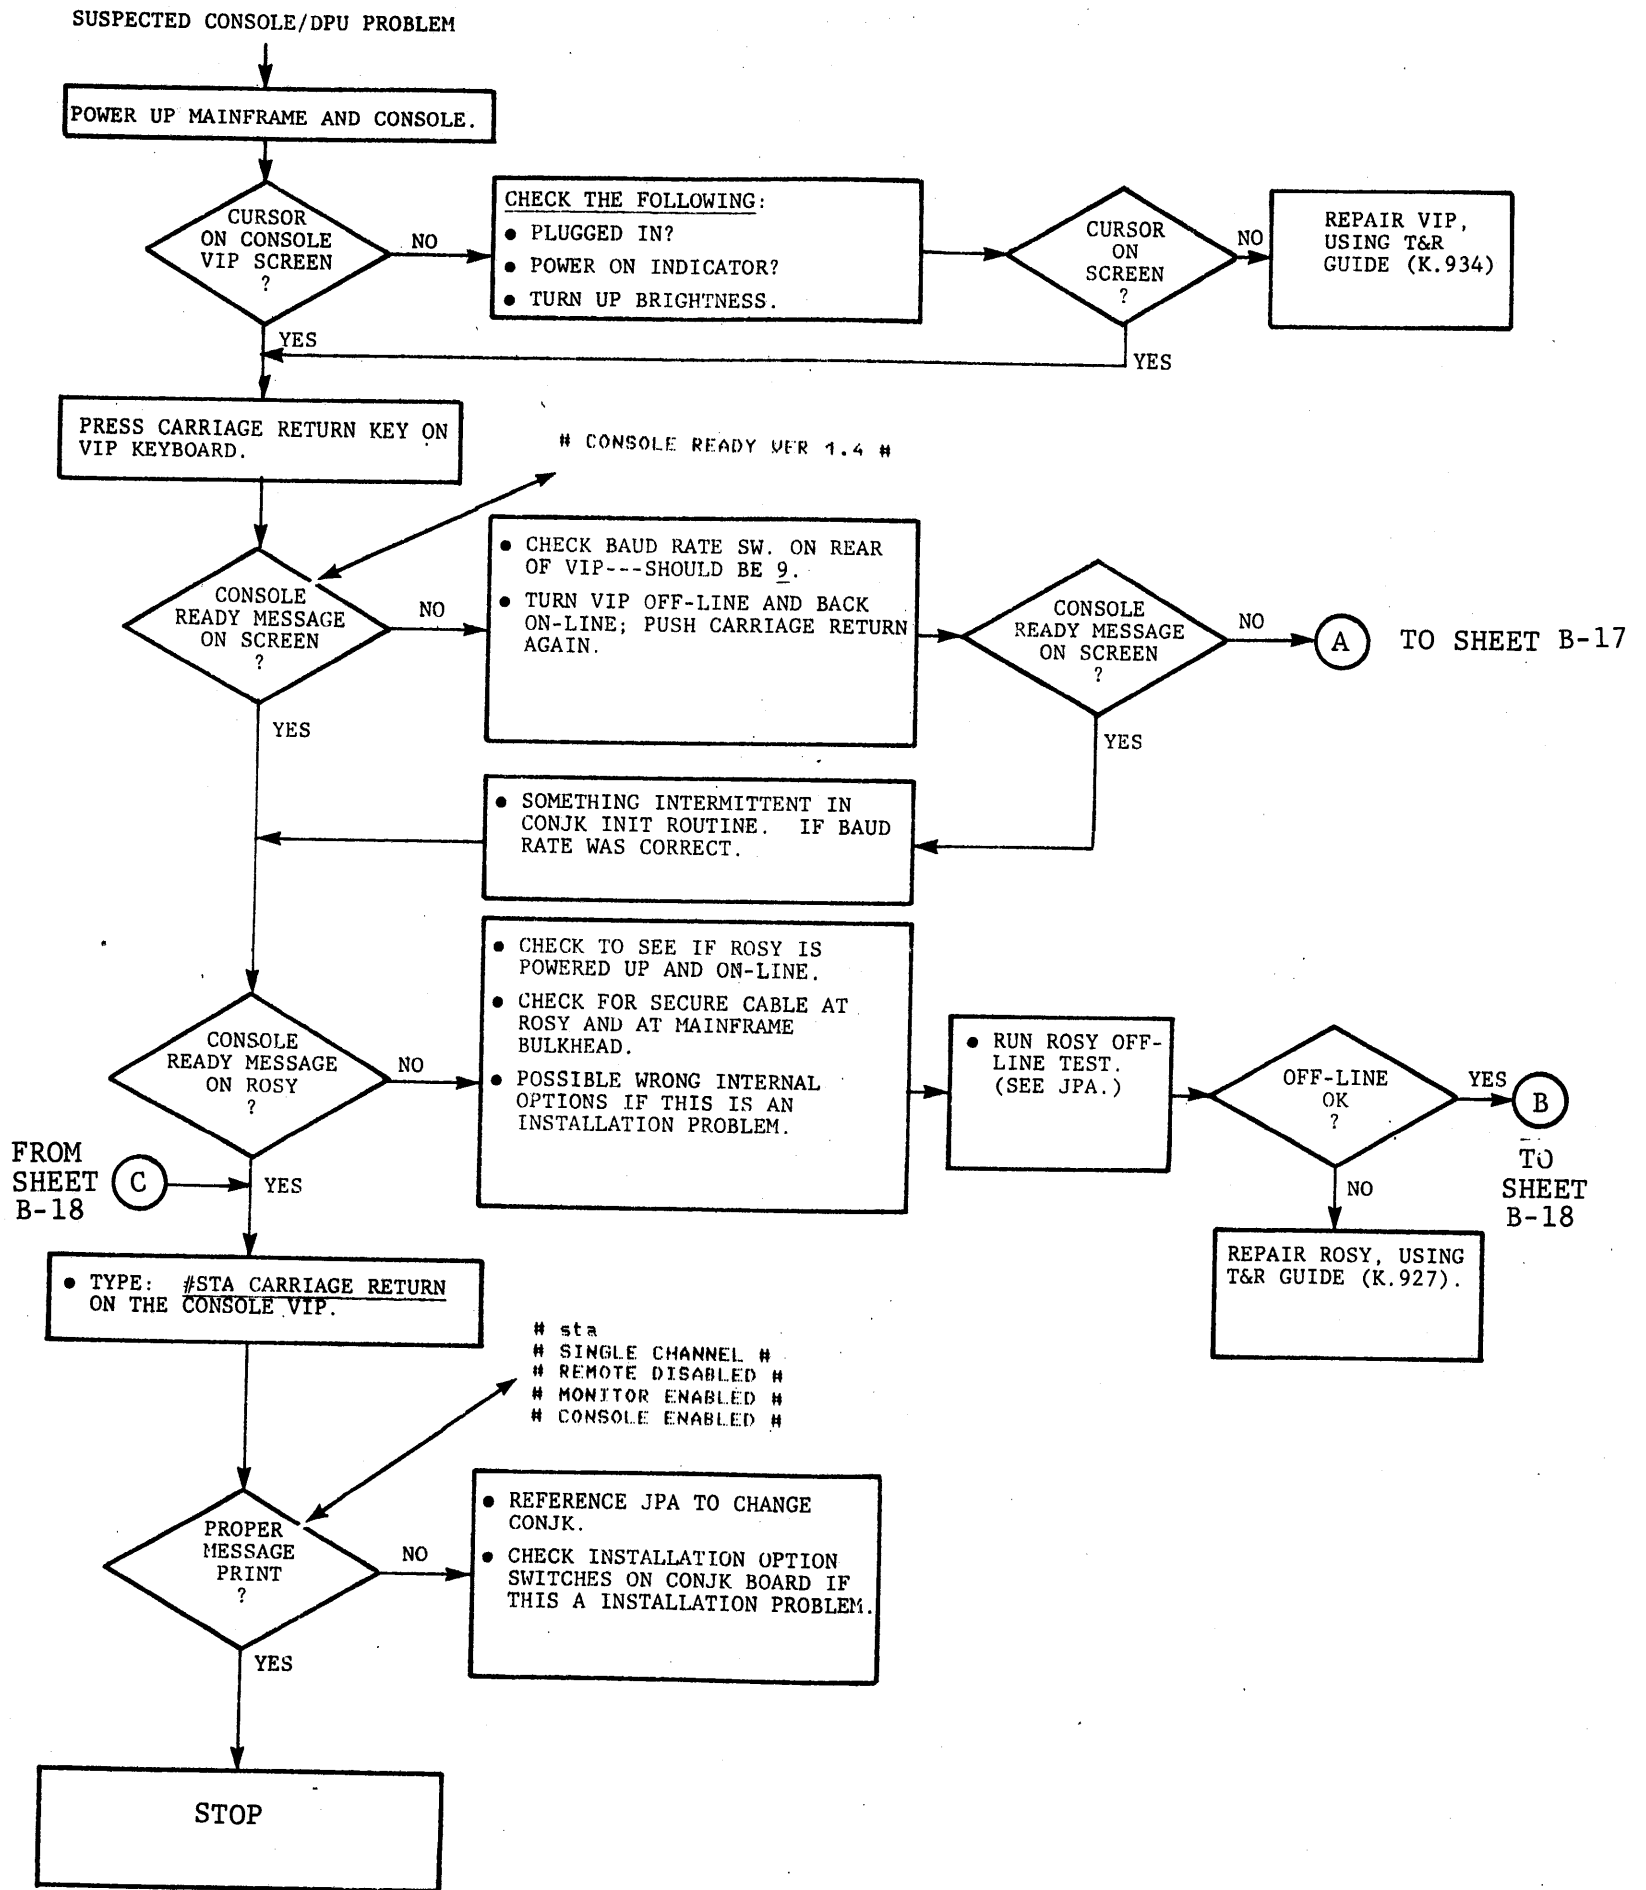 SUSPECTED CONSOLE/DPU PROBLEM
POWER UP MAINFRAME AND CONSOLE.
CURSOR
ON CONSOLE
VIP SCREEN
?
NO
CHECK THE FOLLOWING:
• PLUGGED IN?
• POWER ON INDICATOR?
• TURN UP BRIGHTNESS.
CURSOR
ON
SCREEN
?
NO
REPAIR VIP,
USING T&R
GUIDE (K.934)
YES
YES
PRESS CARRIAGE RETURN KEY ON
VIP KEYBOARD.
# CONSOLE READY VER 1.4 #
CONSOLE
READY MESSAGE
ON SCREEN
?
NO
• CHECK BAUD RATE SW. ON REAR
OF VIP---SHOULD BE 9.
• TURN VIP OFF-LINE AND BACK
ON-LINE; PUSH CARRIAGE RETURN
AGAIN.
CONSOLE
READY MESSAGE
ON SCREEN
?
NO
A
TO SHEET B-17
YES
YES
• SOMETHING INTERMITTENT IN
CONJK INIT ROUTINE. IF BAUD
RATE WAS CORRECT.
CONSOLE
READY MESSAGE
ON ROSY
?
NO
• CHECK TO SEE IF ROSY IS
POWERED UP AND ON-LINE.
• CHECK FOR SECURE CABLE AT
ROSY AND AT MAINFRAME
BULKHEAD.
• POSSIBLE WRONG INTERNAL
OPTIONS IF THIS IS AN
INSTALLATION PROBLEM.
• RUN ROSY OFF-
LINE TEST.
(SEE JPA.)
OFF-LINE
OK
?
YES
B
TO
SHEET
B-18
NO
REPAIR ROSY, USING
T&R GUIDE (K.927).
FROM
SHEET
B-18
C
YES
• TYPE: #STA CARRIAGE RETURN
ON THE CONSOLE VIP.
# sta
# SINGLE CHANNEL #
# REMOTE DISABLED #
# MONITOR ENABLED #
# CONSOLE ENABLED #
PROPER
MESSAGE
PRINT
?
NO
• REFERENCE JPA TO CHANGE
CONJK.
• CHECK INSTALLATION OPTION
SWITCHES ON CONJK BOARD IF
THIS A INSTALLATION PROBLEM.
YES
STOP